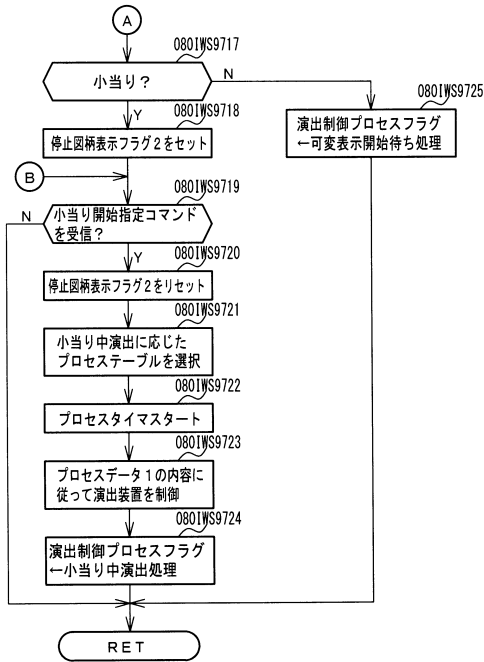 A
080IWS9717
小当り？
N
080IWS9725
Y
080IWS9718
演出制御プロセスフラグ
←可変表示開始待ち処理
停止図柄表示フラグ２をセット
B
080IWS9719
N
小当り開始指定コマンド
を受信？
Y
080IWS9720
停止図柄表示フラグ２をリセット
080IWS9721
小当り中演出に応じた
プロセステーブルを選択
080IWS9722
プロセスタイマスタート
080IWS9723
プロセスデータ１の内容に
従って演出装置を制御
080IWS9724
演出制御プロセスフラグ
←小当り中演出処理
RET